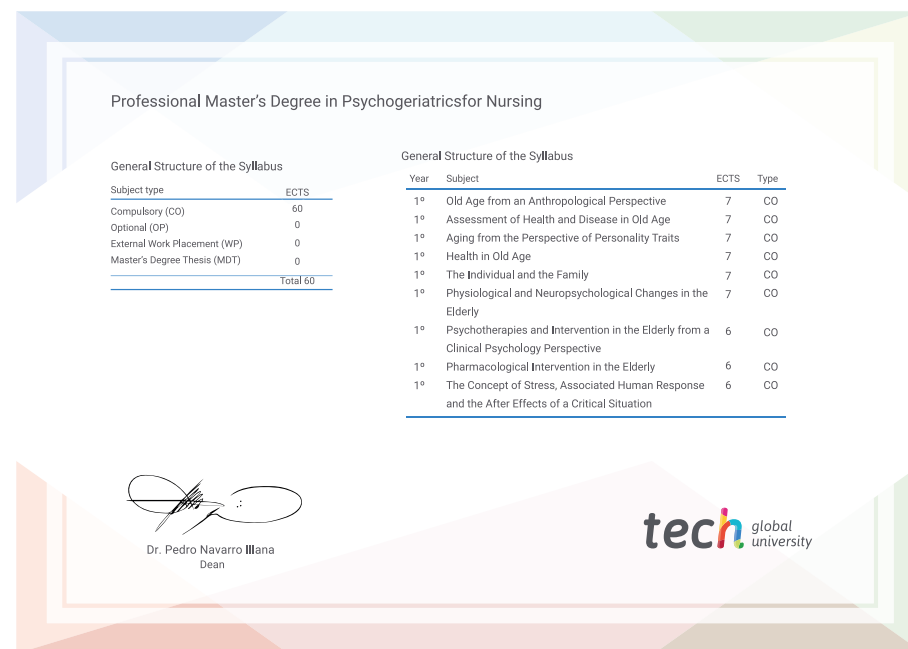 Professional Master's Degree in Psychogeriatricsfor Nursing
General Structure of the Syllabus
Subject type ECTS
Compulsory (CO) 60
Optional (OP) 0
External Work Placement (WP) 0
Master's Degree Thesis (MDT) 0
Total 60
General Structure of the Syllabus
Year Subject ECTS Type
1º Old Age from an Anthropological Perspective 7 CO
1º Assessment of Health and Disease in Old Age 7 CO
1º Aging from the Perspective of Personality Traits 7 CO
1º Health in Old Age 7 CO
1º The Individual and the Family 7 CO
1º Physiological and Neuropsychological Changes in the 7 CO
Elderly
1º Psychotherapies and Intervention in the Elderly from a 6 CO
Clinical Psychology Perspective
1º Pharmacological Intervention in the Elderly 6 CO
1º The Concept of Stress, Associated Human Response 6 CO
and the After Effects of a Critical Situation
Dr. Pedro Navarro Illana
Dean
tech global
university